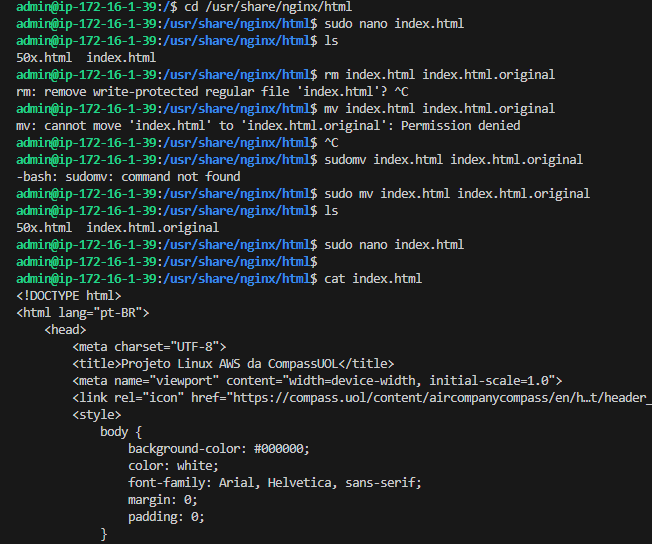 admin@ip-172-16-1-39:/$ cd /usr/share/nginx/html
admin@ip-172-16-1-39:/usr/share/nginx/html$ sudo nano index.html
admin@ip-172-16-1-39:/usr/share/nginx/html$ ls
50x.html  index.html
admin@ip-172-16-1-39:/usr/share/nginx/html$ rm index.html index.html.original
rm: remove write-protected regular file 'index.html'? ^C
admin@ip-172-16-1-39:/usr/share/nginx/html$ mv index.html index.html.original
mv: cannot move 'index.html' to 'index.html.original': Permission denied
admin@ip-172-16-1-39:/usr/share/nginx/html$ ^C
admin@ip-172-16-1-39:/usr/share/nginx/html$ sudomv index.html index.html.original
-bash: sudomv: command not found
admin@ip-172-16-1-39:/usr/share/nginx/html$ sudo mv index.html index.html.original
admin@ip-172-16-1-39:/usr/share/nginx/html$ ls
50x.html  index.html.original
admin@ip-172-16-1-39:/usr/share/nginx/html$ sudo nano index.html
admin@ip-172-16-1-39:/usr/share/nginx/html$
admin@ip-172-16-1-39:/usr/share/nginx/html$ cat index.html
<!DOCTYPE html>
<html lang="pt-BR">
    <head>
        <meta charset="UTF-8">
        <title>Projeto Linux AWS da CompassUOL</title>
        <meta name="viewport" content="width=device-width, initial-scale=1.0">
        <link rel="icon" href="https://compass.uol/content/aircompanycompass/en/h…t/header_
        <style>
            body {
                background-color: #000000;
                color: white;
                font-family: Arial, Helvetica, sans-serif;
                margin: 0;
                padding: 0;
            }